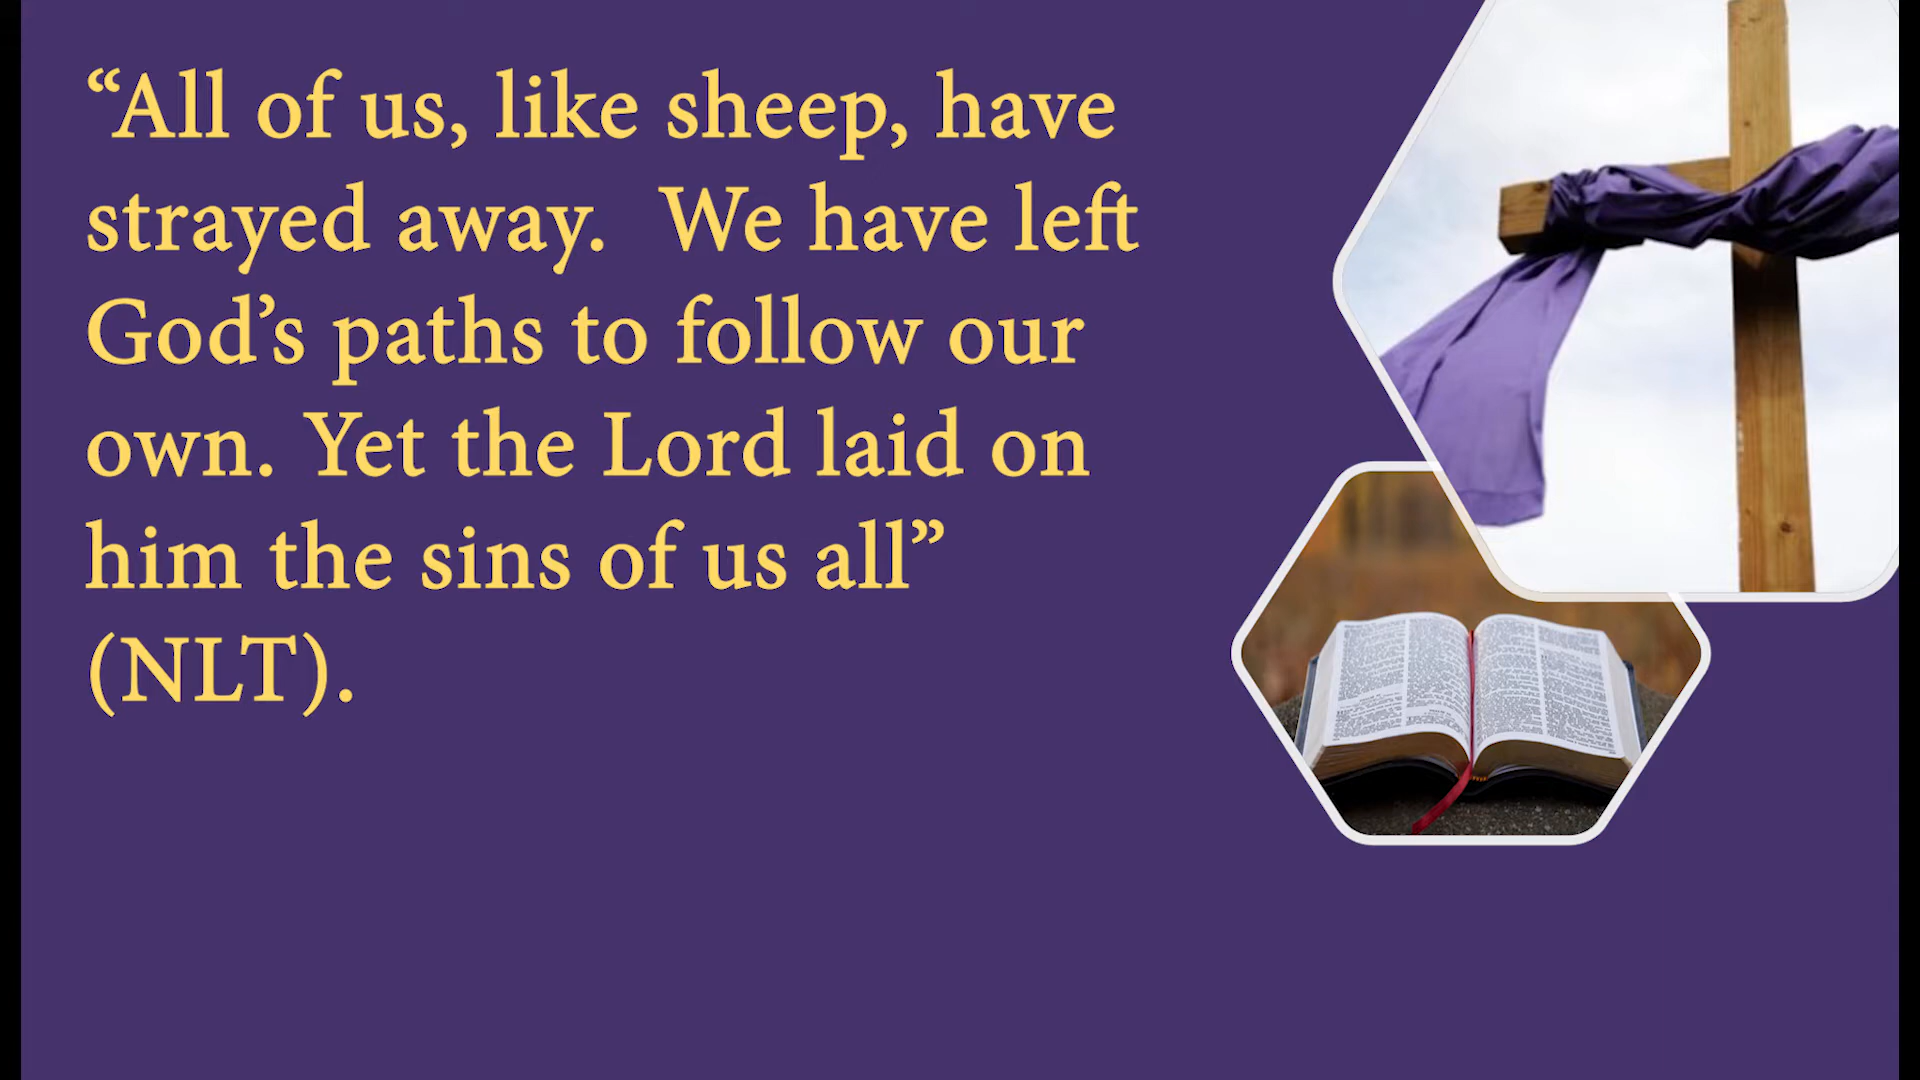 “All of us, like sheep, have
strayed away.  We have left
God’s paths to follow our
own. Yet the Lord laid on
him the sins of us all”
(NLT).